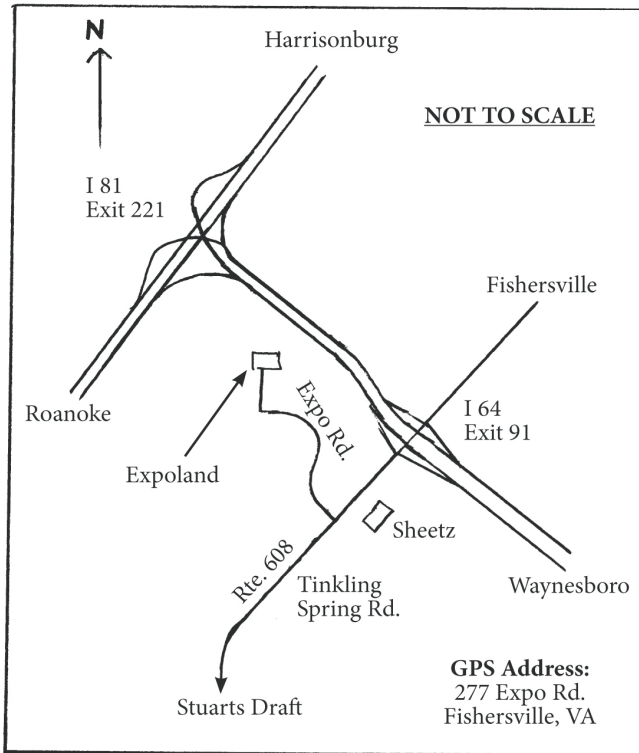 N
Harrisonburg
NOT TO SCALE
I 81
Exit 221
Fishersville
Roanoke
Expo Rd.
I 64
Exit 91
Expoland
Sheetz
Rte. 608
Tinkling
Spring Rd.
Waynesboro
Stuarts Draft
GPS Address:
277 Expo Rd.
Fishersville, VA